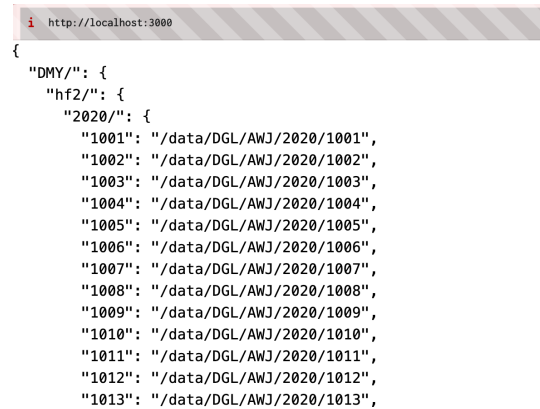 i http://localhost:3000
{
  "DMY/": {
    "hf2/": {
      "2020/": {
        "1001": "/data/DGL/AWJ/2020/1001",
        "1002": "/data/DGL/AWJ/2020/1002",
        "1003": "/data/DGL/AWJ/2020/1003",
        "1004": "/data/DGL/AWJ/2020/1004",
        "1005": "/data/DGL/AWJ/2020/1005",
        "1006": "/data/DGL/AWJ/2020/1006",
        "1007": "/data/DGL/AWJ/2020/1007",
        "1008": "/data/DGL/AWJ/2020/1008",
        "1009": "/data/DGL/AWJ/2020/1009",
        "1010": "/data/DGL/AWJ/2020/1010",
        "1011": "/data/DGL/AWJ/2020/1011",
        "1012": "/data/DGL/AWJ/2020/1012",
        "1013": "/data/DGL/AWJ/2020/1013",